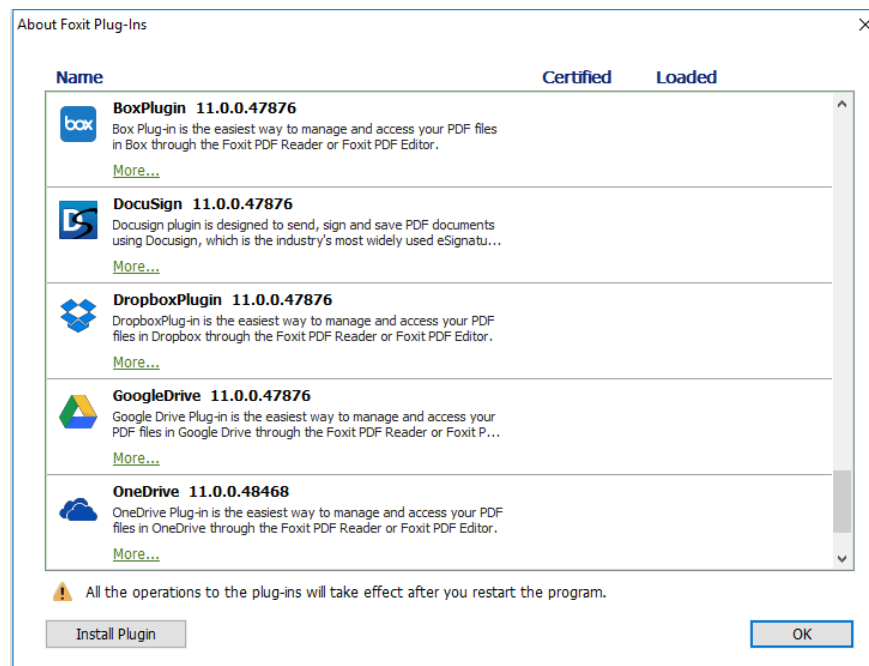 About Foxit Plug-Ins
Name Certified Loaded
box
BoxPlugin 11.0.0.47876
Box Plug-in is the easiest way to manage and access your PDF files
in Box through the Foxit PDF Reader or Foxit PDF Editor.
More...
DS
DocuSign 11.0.0.47876
Docusign plugin is designed to send, sign and save PDF documents
using Docusign, which is the industry's most widely used eSignatu...
More...
DropboxPlugin 11.0.0.47876
DropboxPlug-in is the easiest way to manage and access your PDF
files in Dropbox through the Foxit PDF Reader or Foxit PDF Editor.
More...
GoogleDrive 11.0.0.47876
Google Drive Plug-in is the easiest way to manage and access your
PDF files in Google Drive through the Foxit PDF Reader or Foxit P...
More...
OneDrive 11.0.0.48468
OneDrive Plug-in is the easiest way to manage and access your PDF
files in OneDrive through the Foxit PDF Reader or Foxit PDF Editor.
More...
All the operations to the plug-ins will take effect after you restart the program.
Install Plugin OK